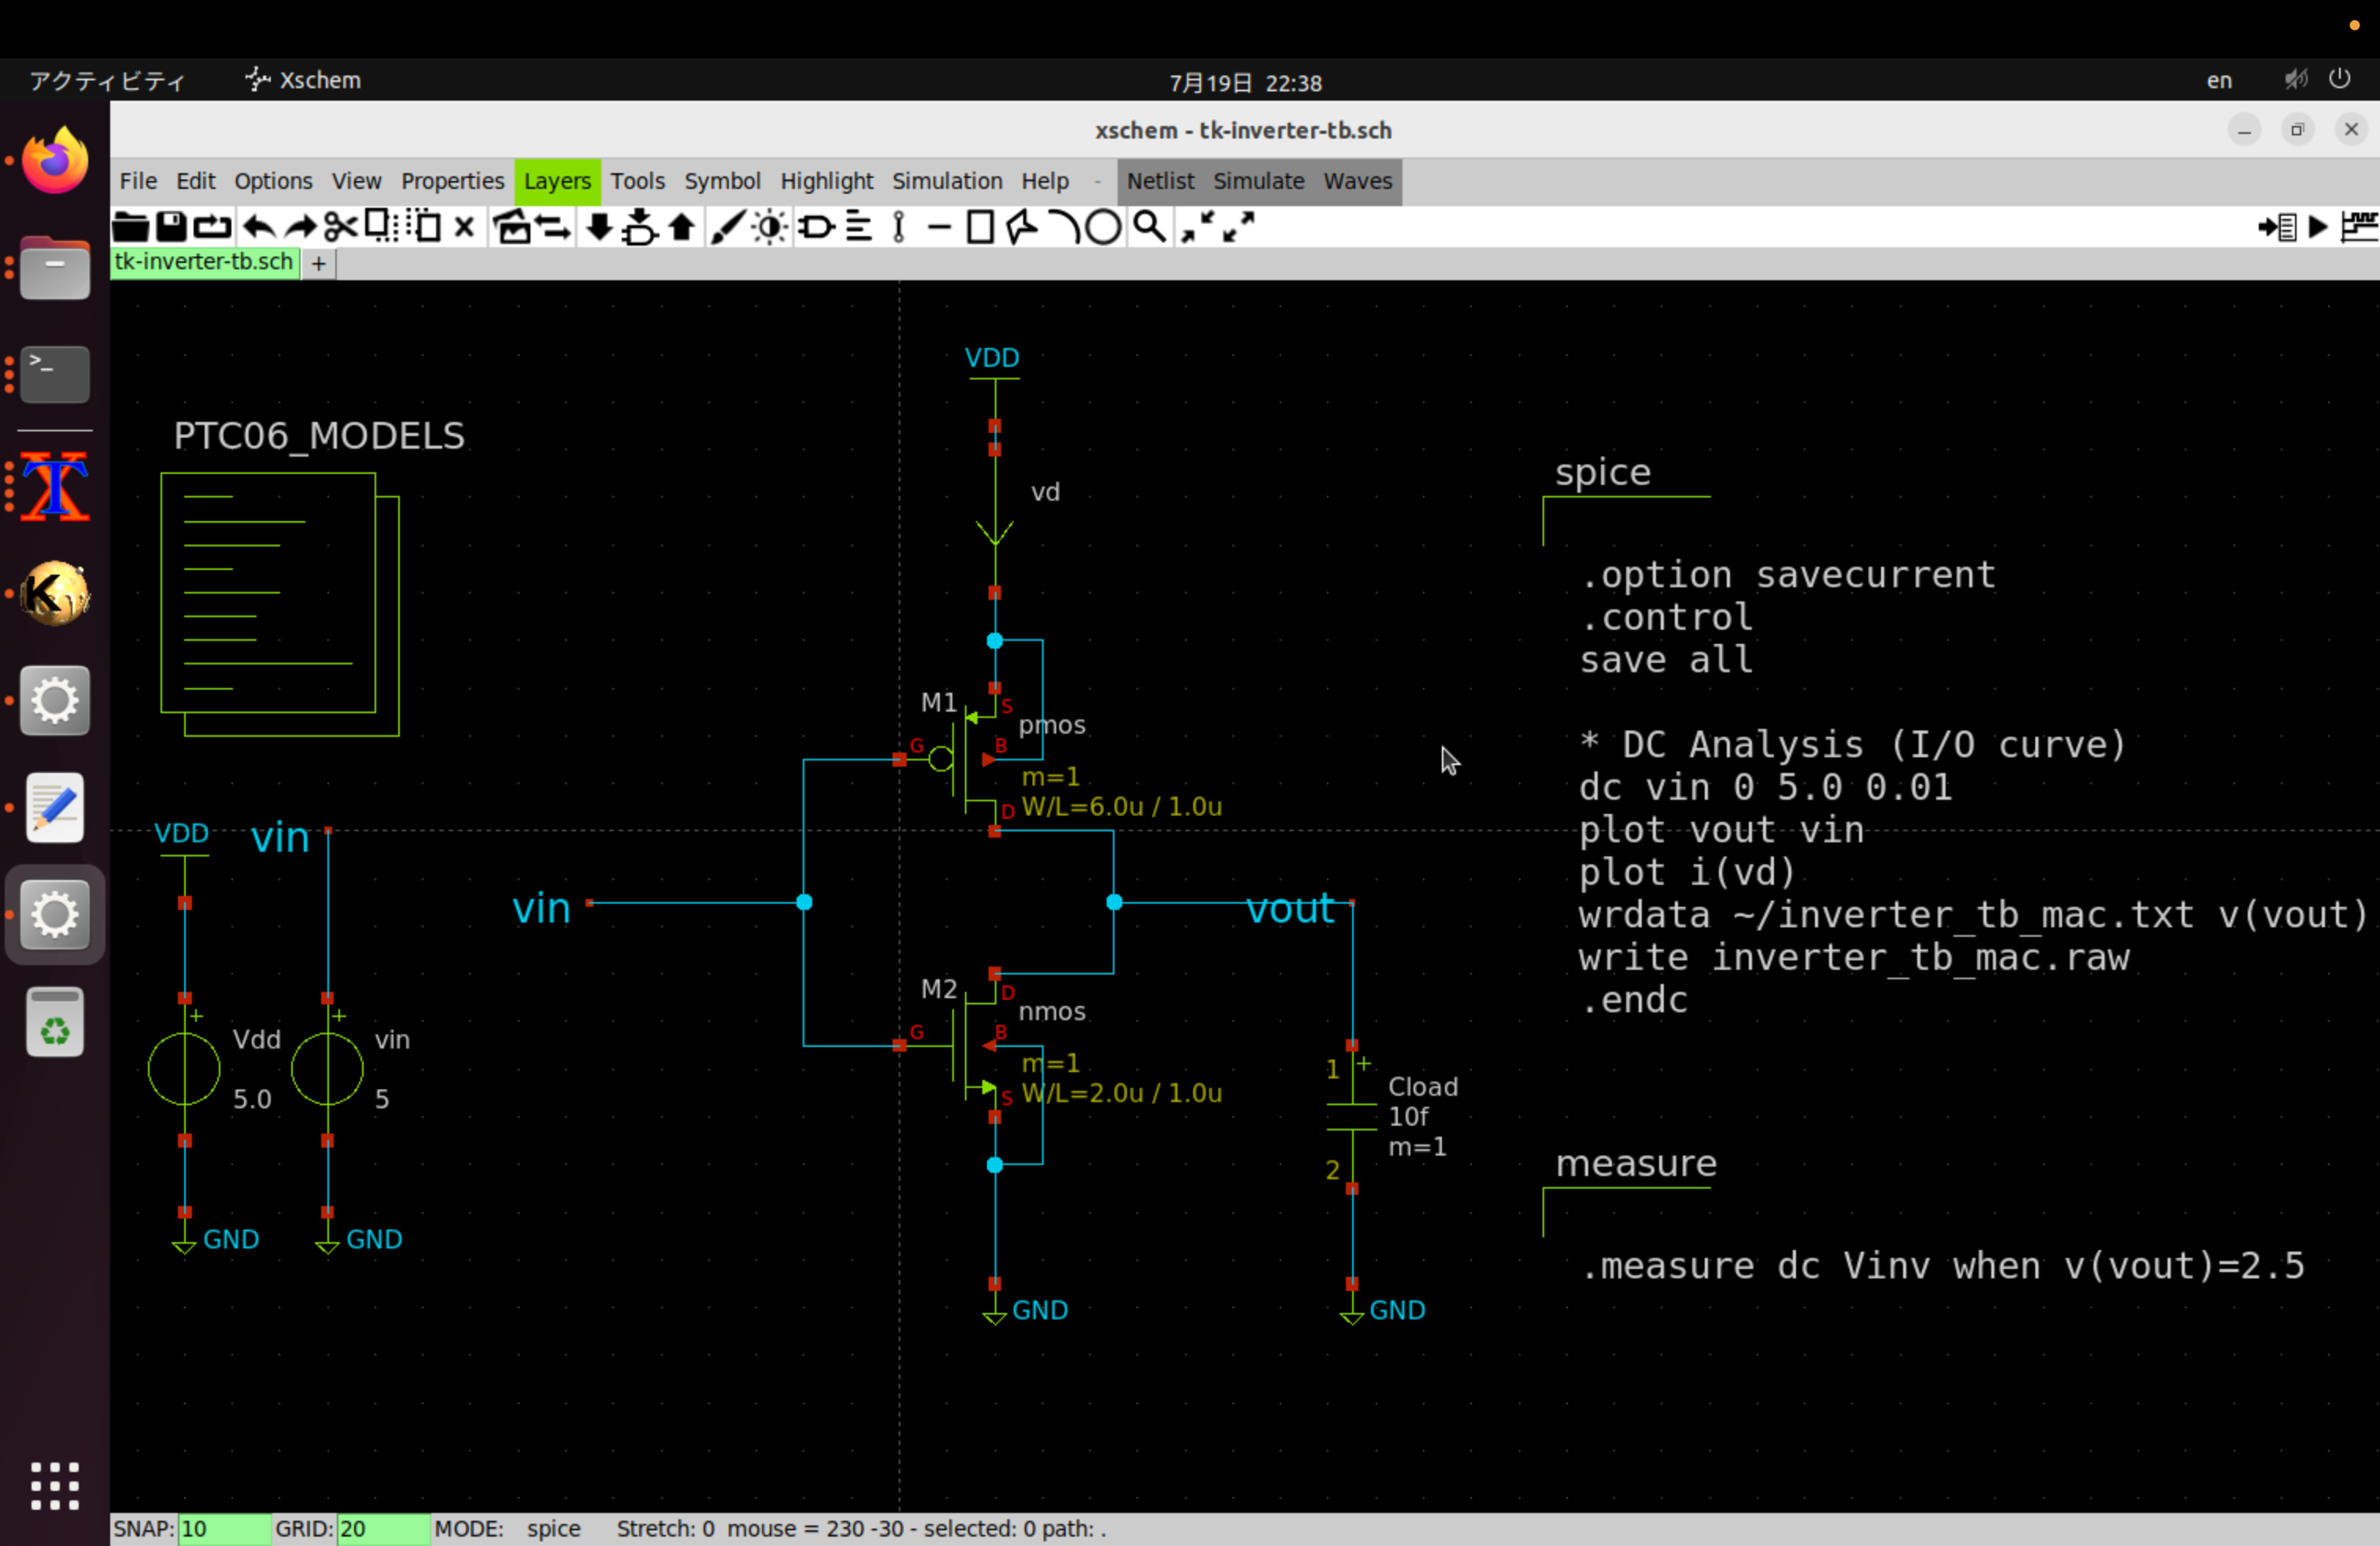 アクティビティ Xschem 7月19日 22:38 en
xschem - tk-inverter-tb.sch
File Edit Options View Properties Layers Tools Symbol Highlight Simulation Help - Netlist Simulate Waves
tk-inverter-tb.sch +
VDD
PTC06_MODELS
vd
M1
S
pmos
G
B
m=1
D
W/L=6.0u / 1.0u
VDD
vin
vin
vout
M2
D
nmos
G
B
m=1
S
W/L=2.0u / 1.0u
+
Vdd
5.0
+
vin
5
GND
GND
1
+
Cload
10f
m=1
2
GND
GND
spice
.option savecurrent
.control
save all
* DC Analysis (I/O curve)
dc vin 0 5.0 0.01
plot vout vin
plot i(vd)
wrdata ~/inverter_tb_mac.txt v(vout)
write inverter_tb_mac.raw
.endc
measure
.measure dc Vinv when v(vout)=2.5
SNAP: 10 GRID: 20 MODE: spice Stretch: 0 mouse = 230 -30 - selected: 0 path: .